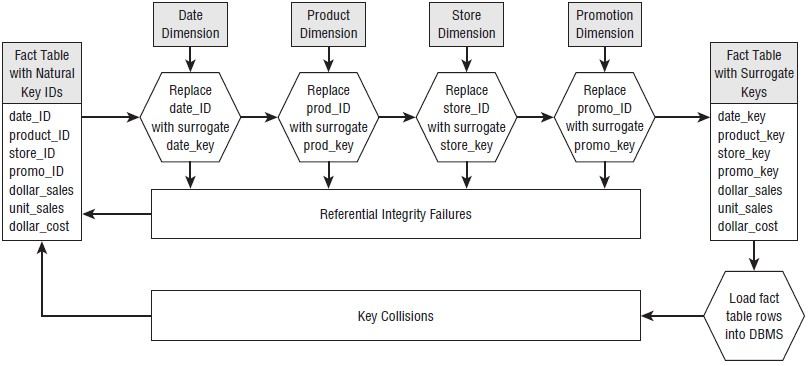 Date
Dimension
Product
Dimension
Store
Dimension
Promotion
Dimension
Fact Table
with Natural
Key IDs
date_ID
product_ID
store_ID
promo_ID
dollar_sales
unit_sales
dollar_cost
Replace
date_ID
with surrogate
date_key
Replace
prod_ID
with surrogate
prod_key
Replace
store_ID
with surrogate
store_key
Replace
promo_ID
with surrogate
promo_key
Fact Table
with Surrogate
Keys
date_key
product_key
store_key
promo_key
dollar_sales
unit_sales
dollar_cost
Referential Integrity Failures
Key Collisions
Load fact
table rows
into DBMS